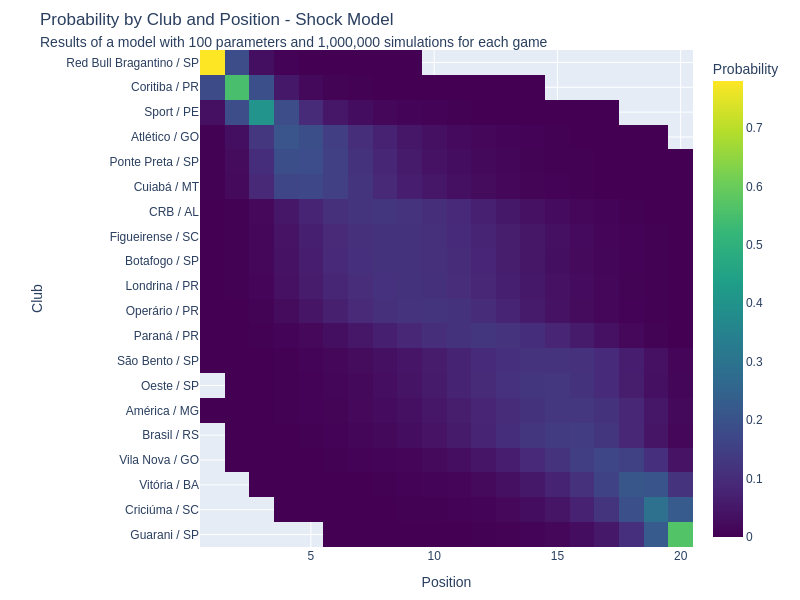 Probability by Club and Position - Shock Model
Results of a model with 100 parameters and 1,000,000 simulations for each game
Probability
Red Bull Bragantino / SP
Coritiba / PR
Sport / PE
Atlético / GO
Ponte Preta / SP
Cuiabá / MT
CRB / AL
Figueirense / SC
Botafogo / SP
Londrina / PR
Operário / PR
Paraná / PR
São Bento / SP
Oeste / SP
América / MG
Brasil / RS
Vila Nova / GO
Vitória / BA
Criciúma / SC
Guarani / SP
Club
5
10
15
20
Position
0.7
0.6
0.5
0.4
0.3
0.2
0.1
0